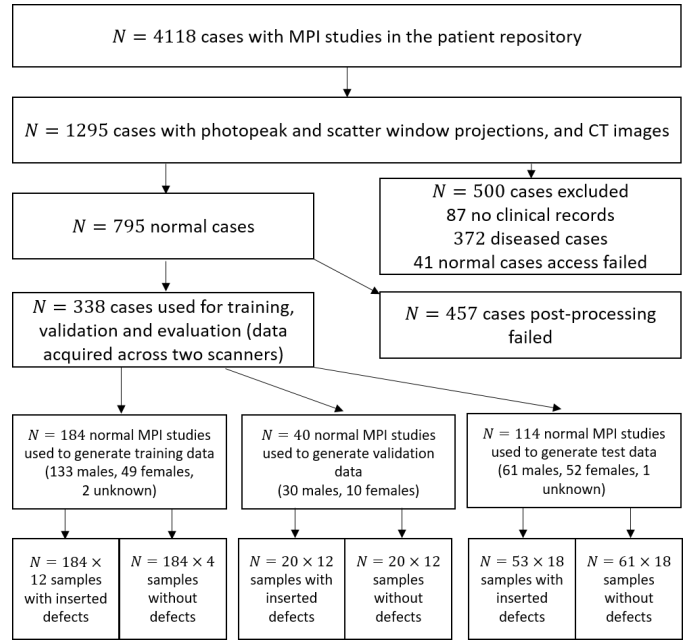 N = 4118 cases with MPI studies in the patient repository
N = 1295 cases with photopeak and scatter window projections, and CT images
N = 795 normal cases
N = 500 cases excluded
87 no clinical records
372 diseased cases
41 normal cases access failed
N = 338 cases used for training,
validation and evaluation (data
acquired across two scanners)
N = 457 cases post-processing
failed
N = 184 normal MPI studies
used to generate training data
(133 males, 49 females,
2 unknown)
N = 40 normal MPI studies
used to generate validation
data
(30 males, 10 females)
N = 114 normal MPI studies
used to generate test data
(61 males, 52 females, 1
unknown)
N = 184 ×
12 samples
with inserted
defects
N = 184 × 4
samples
without
defects
N = 20 × 12
samples with
inserted
defects
N = 20 × 12
samples
without
defects
N = 53 × 18
samples with
inserted
defects
N = 61 × 18
samples
without
defects